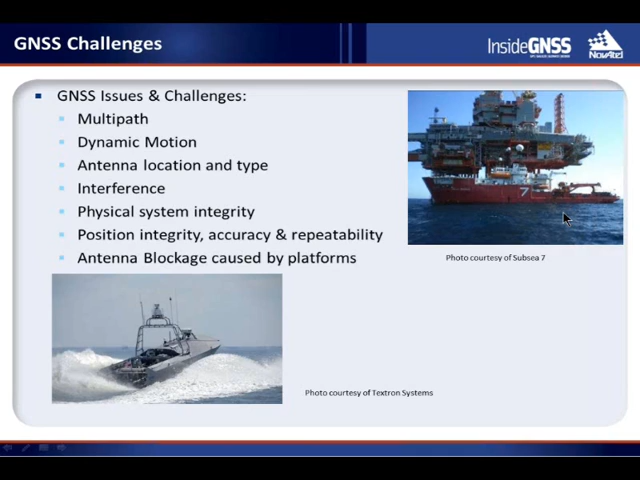 GNSS Challenges
InsideGNSS
NovAtel
GNSS Issues & Challenges:
Multipath
Dynamic Motion
Antenna location and type
Interference
Physical system integrity
Position integrity, accuracy & repeatability
Antenna Blockage caused by platforms
7
Photo courtesy of Subsea 7
Photo courtesy of Textron Systems